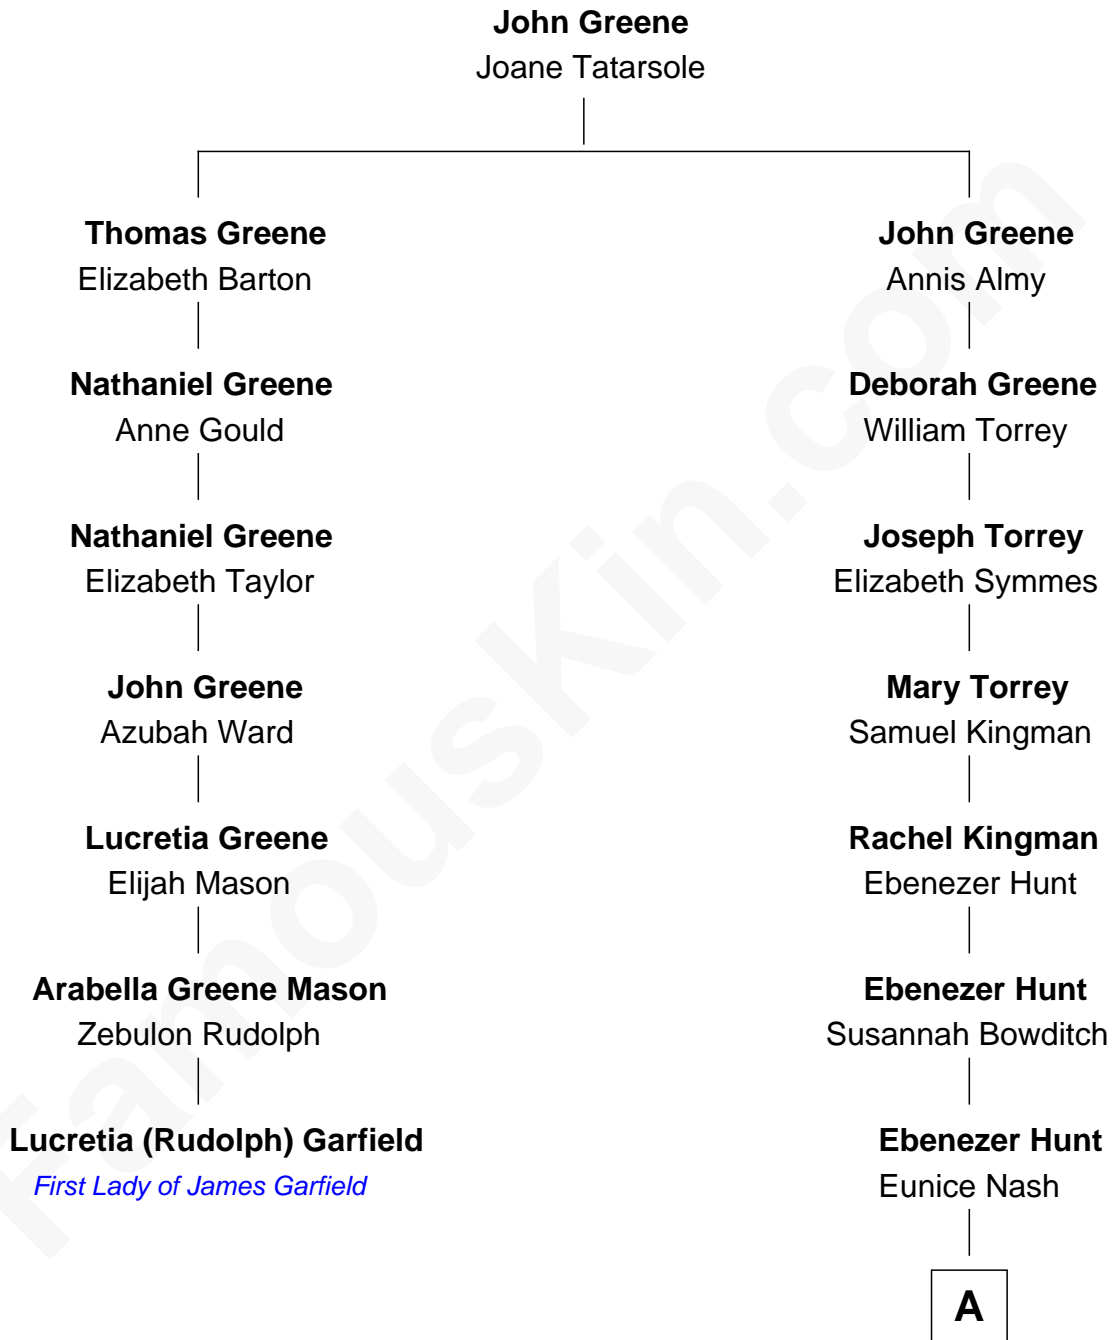 John Greene
Joane Tatarsole
Thomas Greene
Elizabeth Barton
Nathaniel Greene
Anne Gould
Nathaniel Greene
Elizabeth Taylor
John Greene
Azubah Ward
Lucretia Greene
Elijah Mason
Arabella Greene Mason
Zebulon Rudolph
Lucretia (Rudolph) Garfield
First Lady of James Garfield
John Greene
Annis Almy
Deborah Greene
William Torrey
Joseph Torrey
Elizabeth Symmes
Mary Torrey
Samuel Kingman
Rachel Kingman
Ebenezer Hunt
Ebenezer Hunt
Susannah Bowditch
Ebenezer Hunt
Eunice Nash
A
FamousKin.com